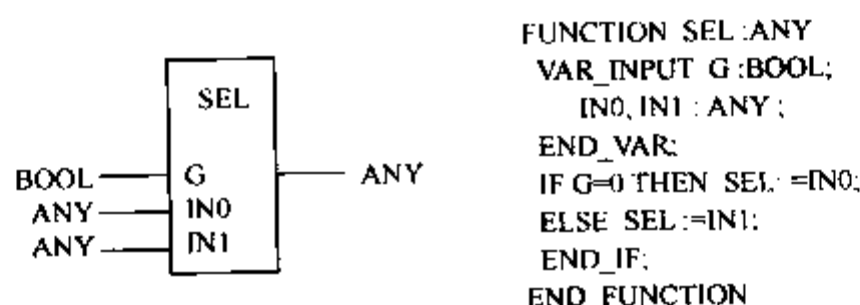 SEL
BOOL G ANY
ANY IN0
ANY IN1
FUNCTION SEL :ANY
VAR_INPUT G :BOOL;
IN0, IN1 : ANY ;
END_VAR;
IF G=0 THEN SEL: =IN0;
ELSE SEL :=IN1;
END_IF;
END FUNCTION